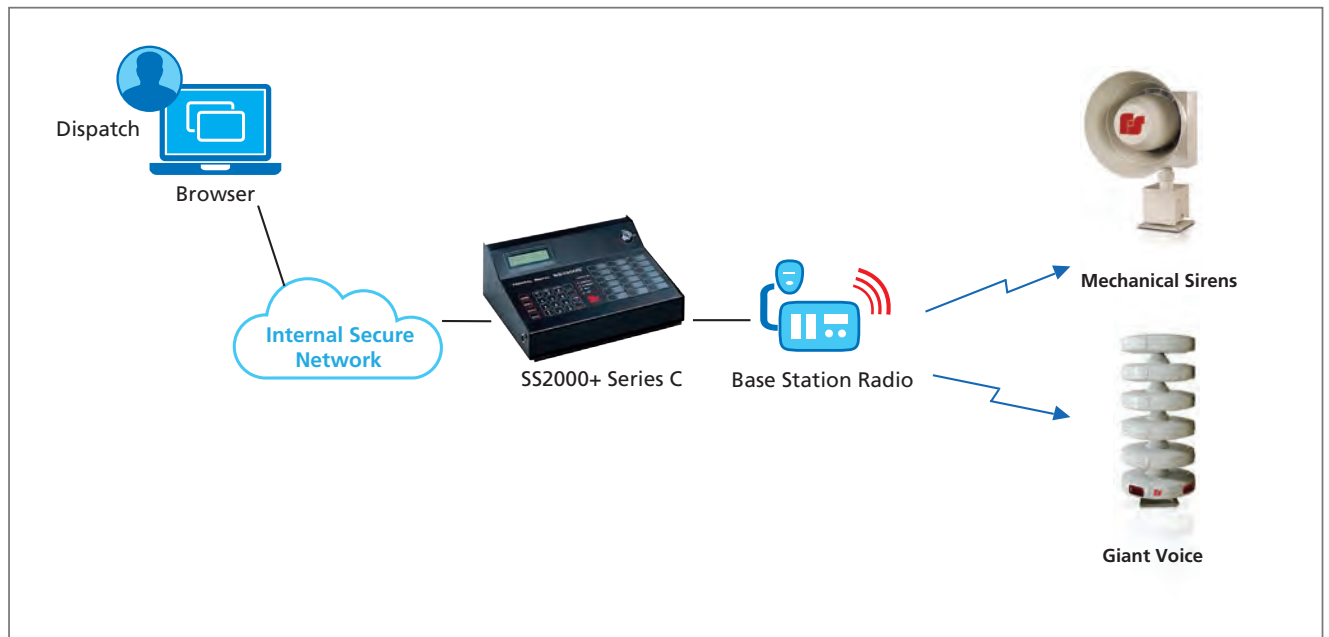 Dispatch
Browser
Internal Secure
Network
SS2000+ Series C
Base Station Radio
Mechanical Sirens
Giant Voice